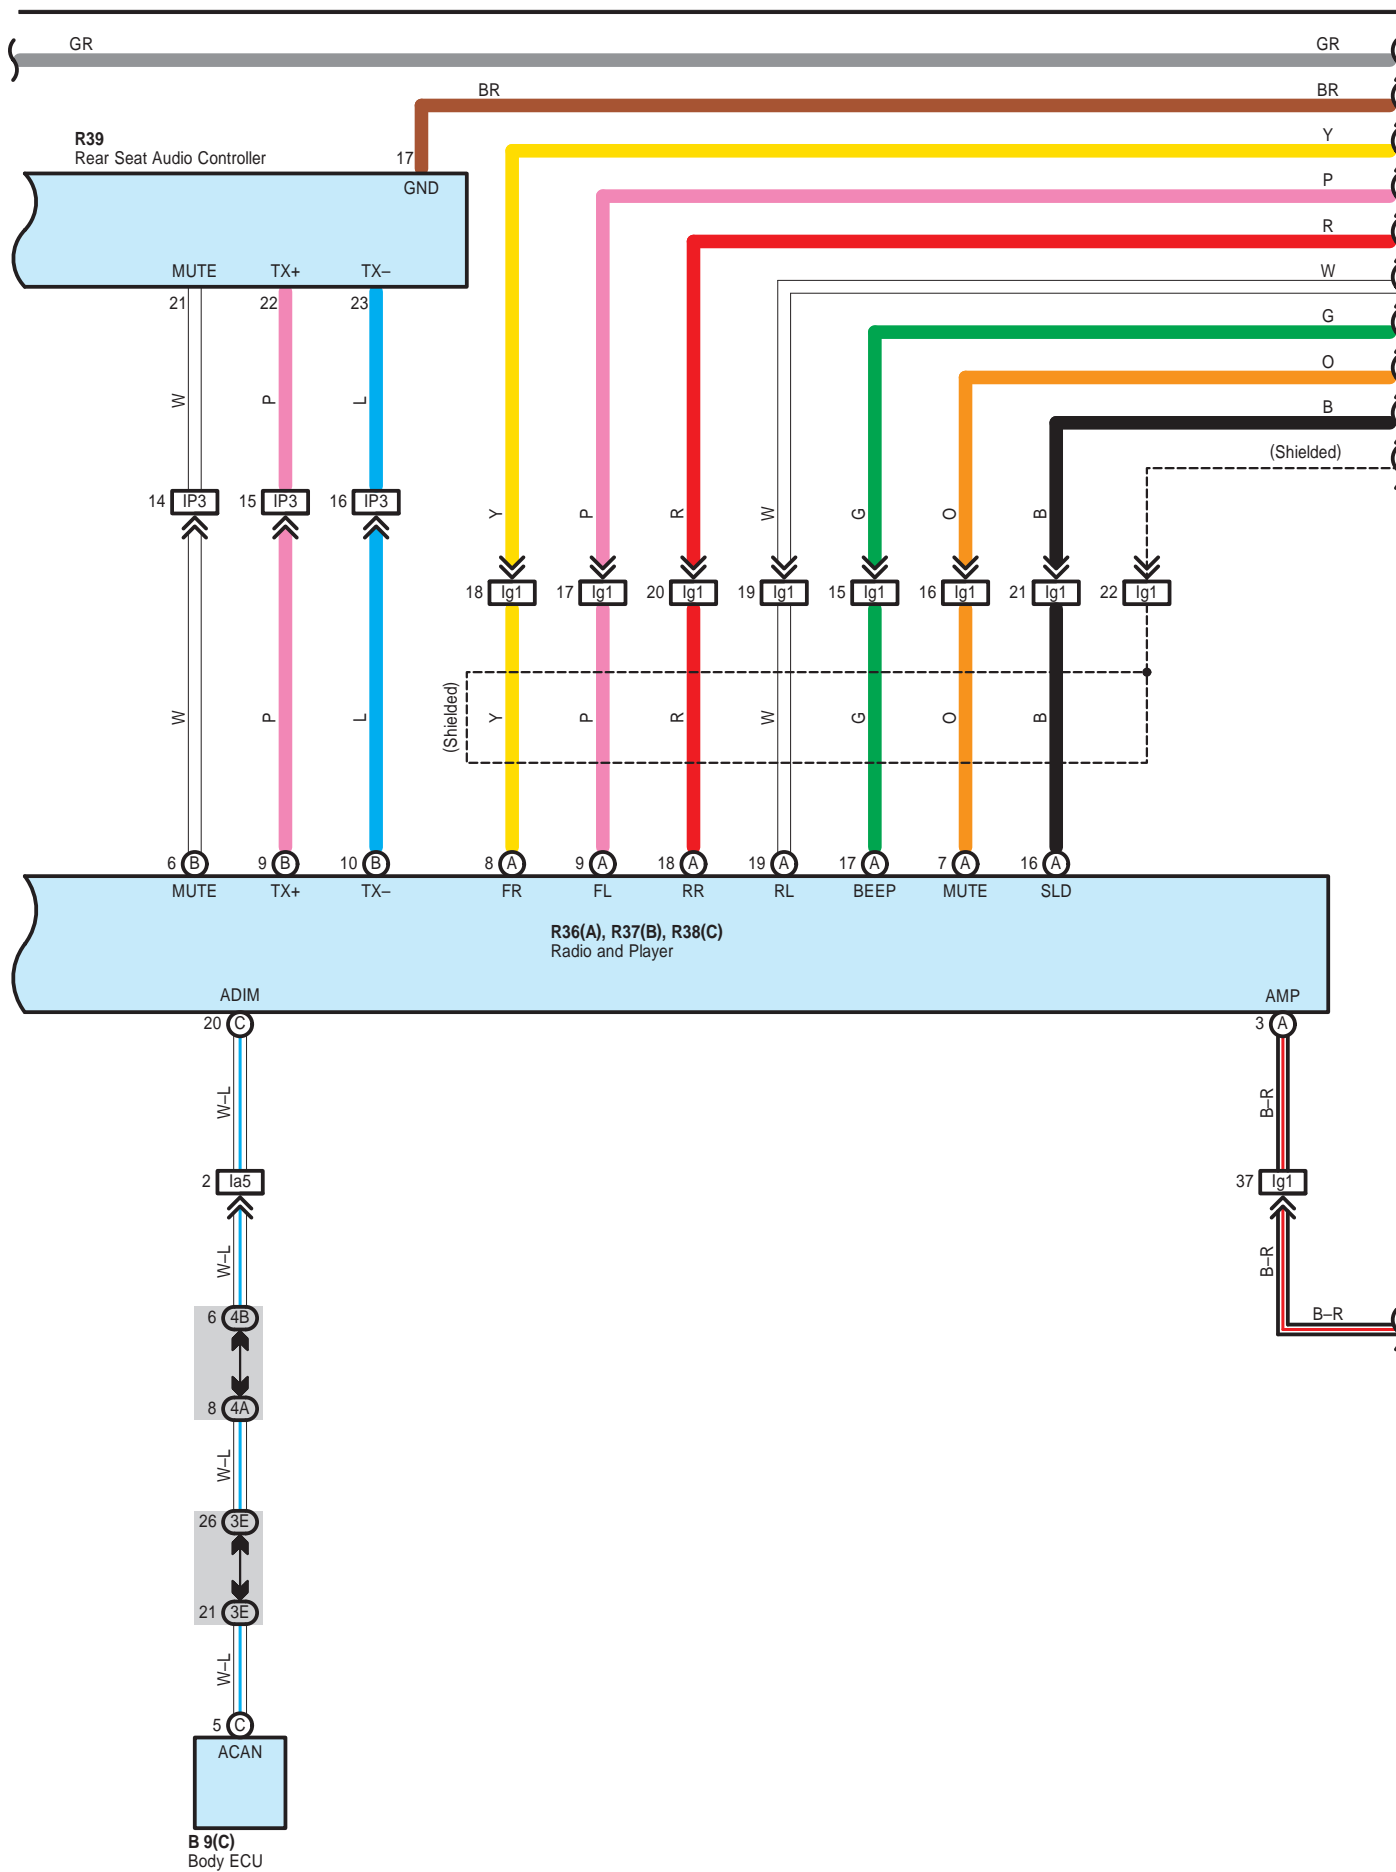 GR GR
BR BR
R39
Rear Seat Audio Controller
17
GND
Y
P
R
W
G
O
B
(Shielded)
MUTE TX+ TX–
21 22 23
W P L
14 IP3 15 IP3 16 IP3
Y P R W G O B
18 Ig1 17 Ig1 20 Ig1 19 Ig1 15 Ig1 16 Ig1 21 Ig1 22 Ig1
(Shielded)
W P L Y P R W G O B
6 B 9 B 10 B 8 A 9 A 18 A 19 A 17 A 7 A 16 A
MUTE TX+ TX– FR FL RR RL BEEP MUTE SLD
R36(A), R37(B), R38(C)
Radio and Player
ADIM AMP
20 C 3 A
W–L B–R
2 Ia5 37 Ig1
W–L B–R
6 4B B–R
8 4A
W–L
26 3E
21 3E
W–L
5 C
ACAN
B 9(C)
Body ECU